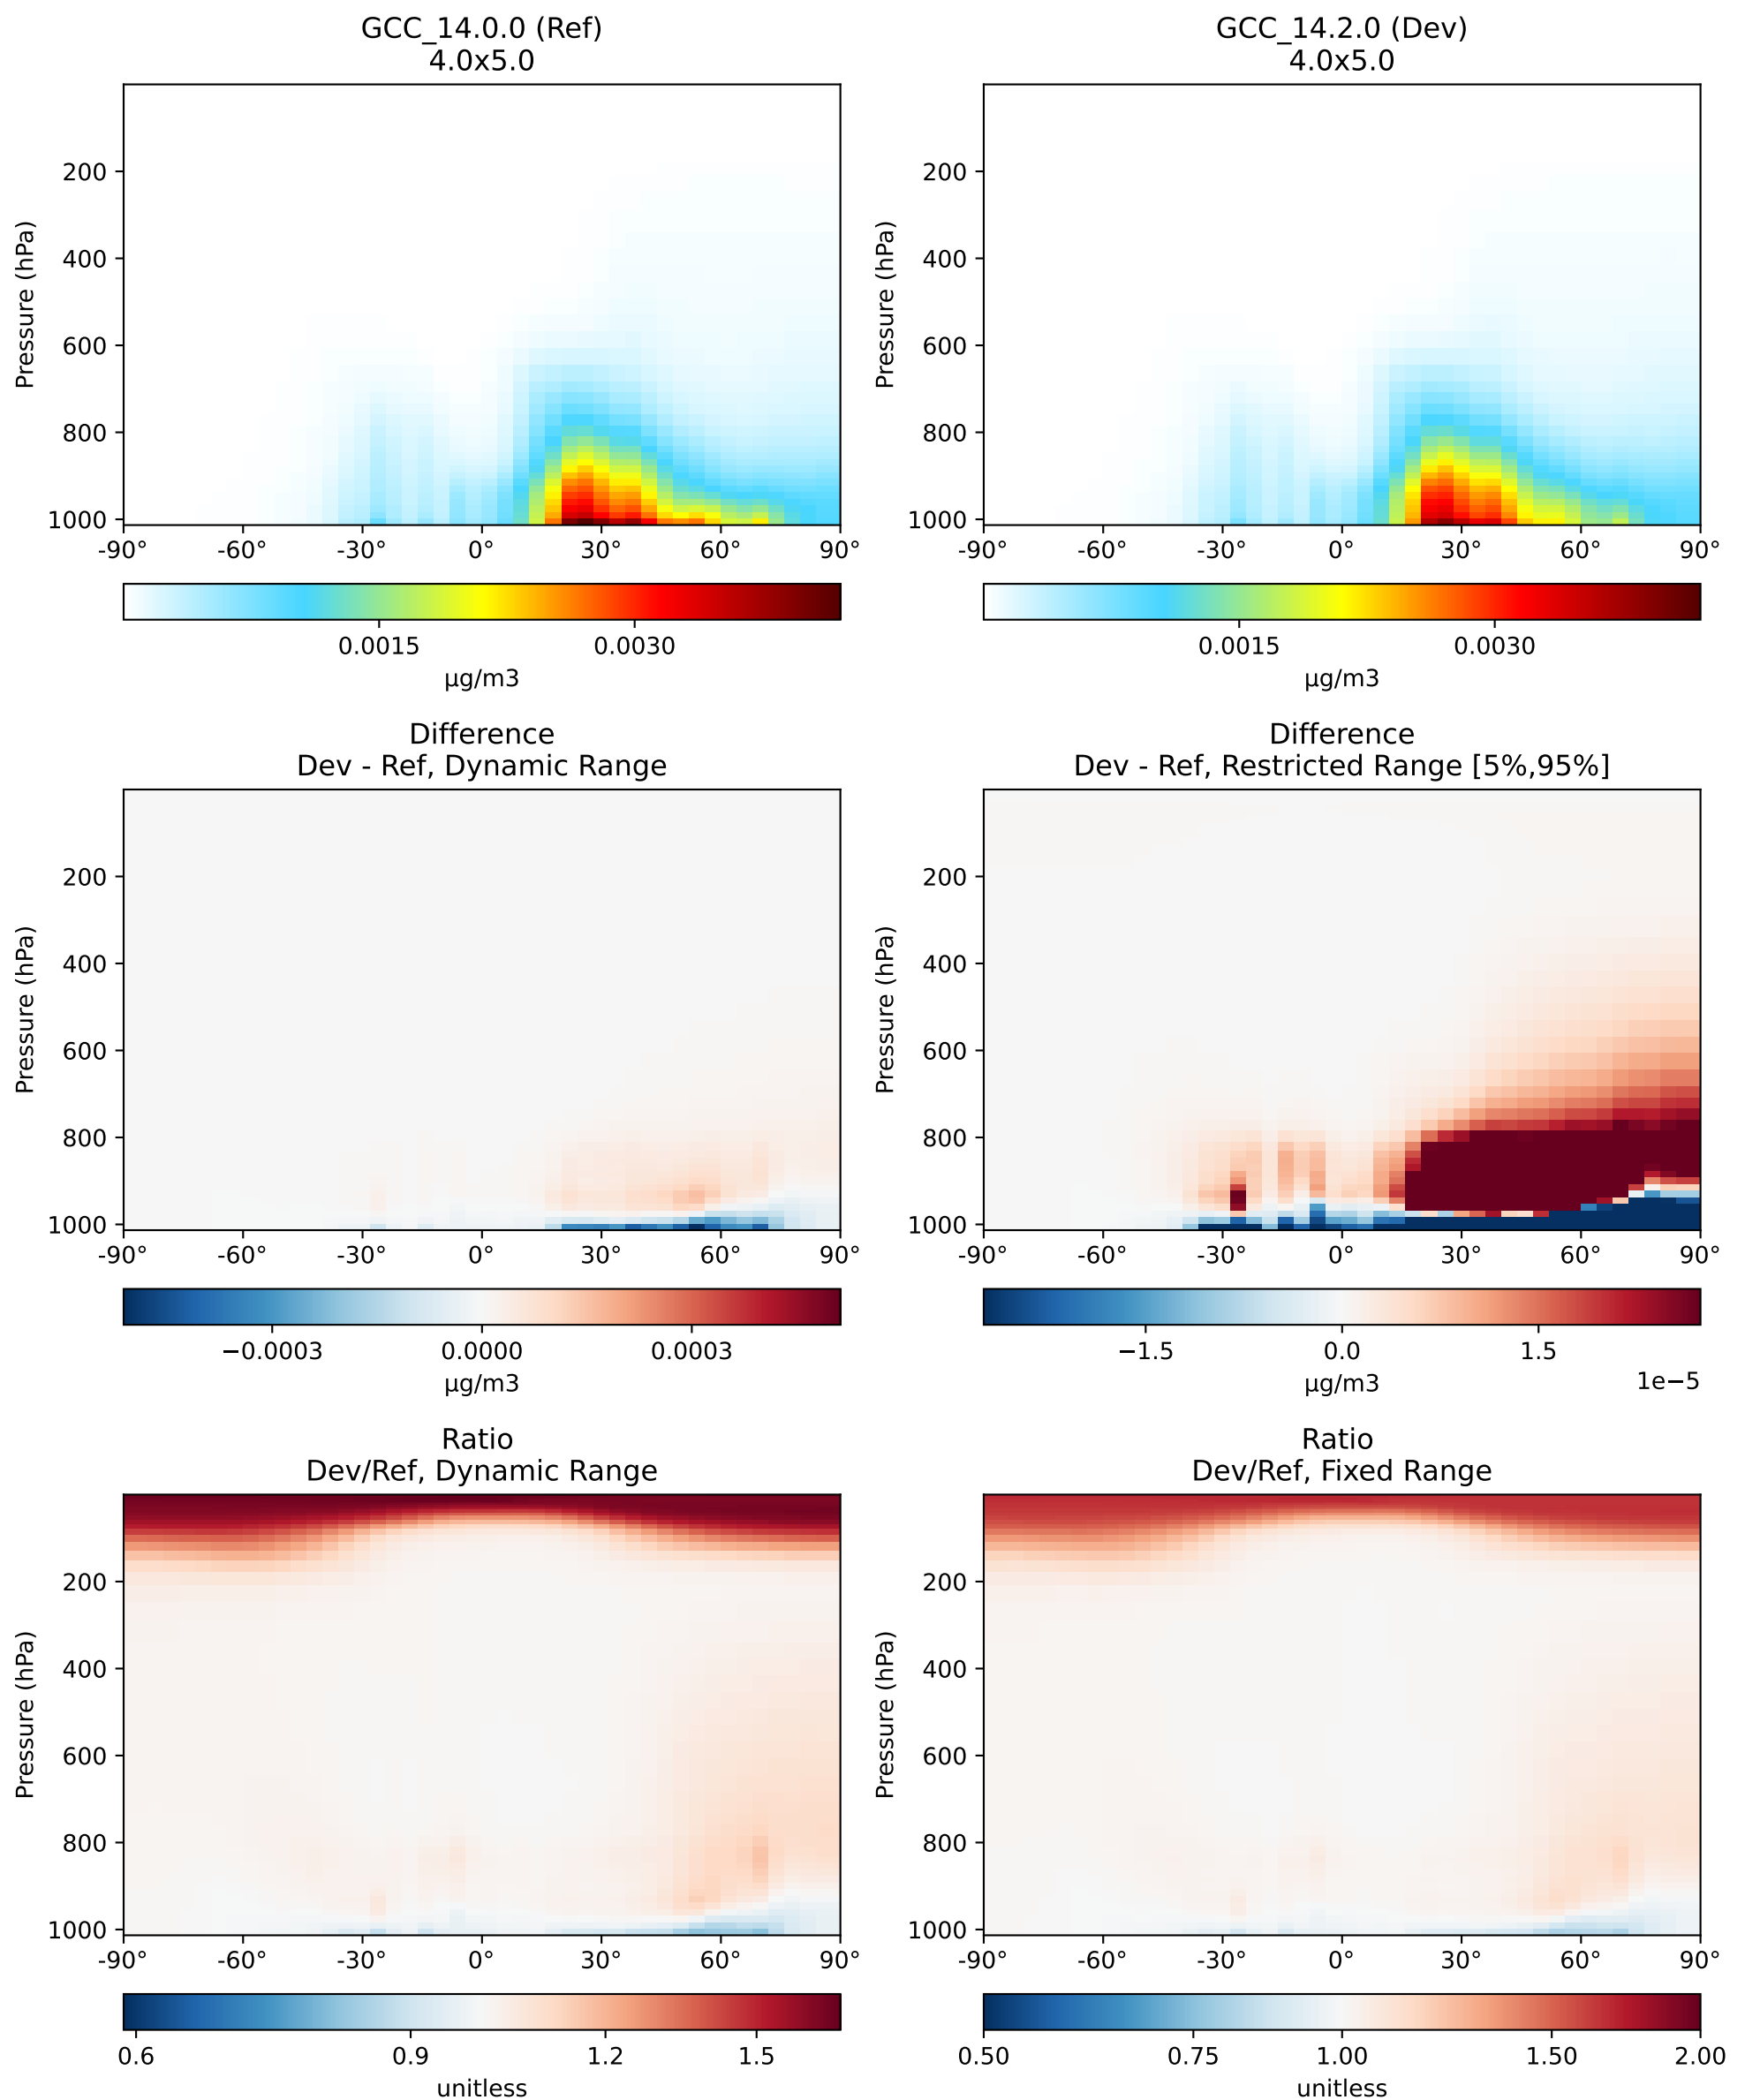 GCC_14.0.0 (Ref)
4.0x5.0
Pressure (hPa)
200
400
600
800
1000
-90° -60° -30° 0° 30° 60° 90°
0.0015 0.0030
µg/m3
GCC_14.2.0 (Dev)
4.0x5.0
Pressure (hPa)
200
400
600
800
1000
-90° -60° -30° 0° 30° 60° 90°
0.0015 0.0030
µg/m3
Difference
Dev - Ref, Dynamic Range
Pressure (hPa)
200
400
600
800
1000
-90° -60° -30° 0° 30° 60° 90°
−0.0003 0.0000 0.0003
µg/m3
Difference
Dev - Ref, Restricted Range [5%,95%]
Pressure (hPa)
200
400
600
800
1000
-90° -60° -30° 0° 30° 60° 90°
−1.5 0.0 1.5
1e−5
µg/m3
Ratio
Dev/Ref, Dynamic Range
Pressure (hPa)
200
400
600
800
1000
-90° -60° -30° 0° 30° 60° 90°
0.6 0.9 1.2 1.5
unitless
Ratio
Dev/Ref, Fixed Range
Pressure (hPa)
200
400
600
800
1000
-90° -60° -30° 0° 30° 60° 90°
0.50 0.75 1.00 1.50 2.00
unitless